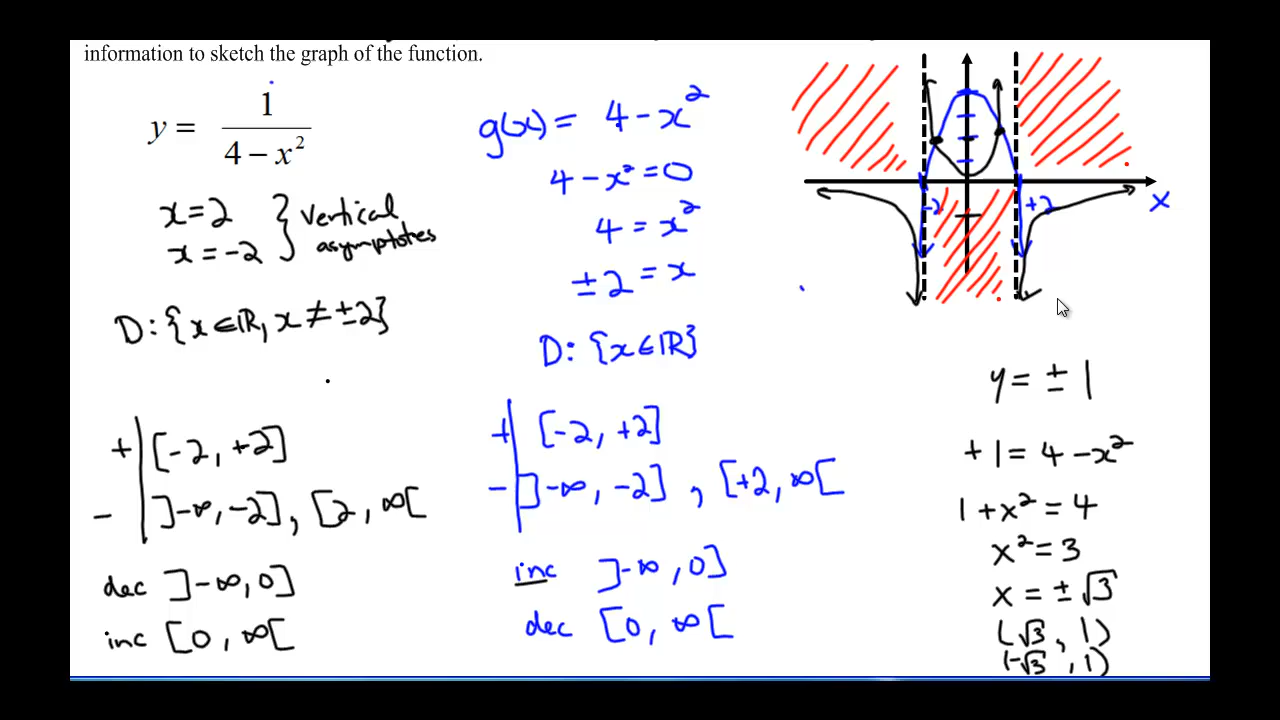 information to sketch the graph of the function.
y = 1 / (4 − x²)
x = 2
x = −2
} vertical asymptotes
D: {x ∈ ℝ, x ≠ ±2}
+ [−2, +2]
− ]−∞, −2], [2, ∞[
dec ]−∞, 0]
inc [0, ∞[
g(x) = 4 − x²
4 − x² = 0
4 = x²
±2 = x
D: {x ∈ ℝ}
+ [−2, +2]
− ]−∞, −2], [+2, ∞[
inc ]−∞, 0]
dec [0, ∞[
−2 +2 x
y = ± 1
+1 = 4 − x²
1 + x² = 4
x² = 3
x = ± √3
(√3, 1)
(−√3, 1)